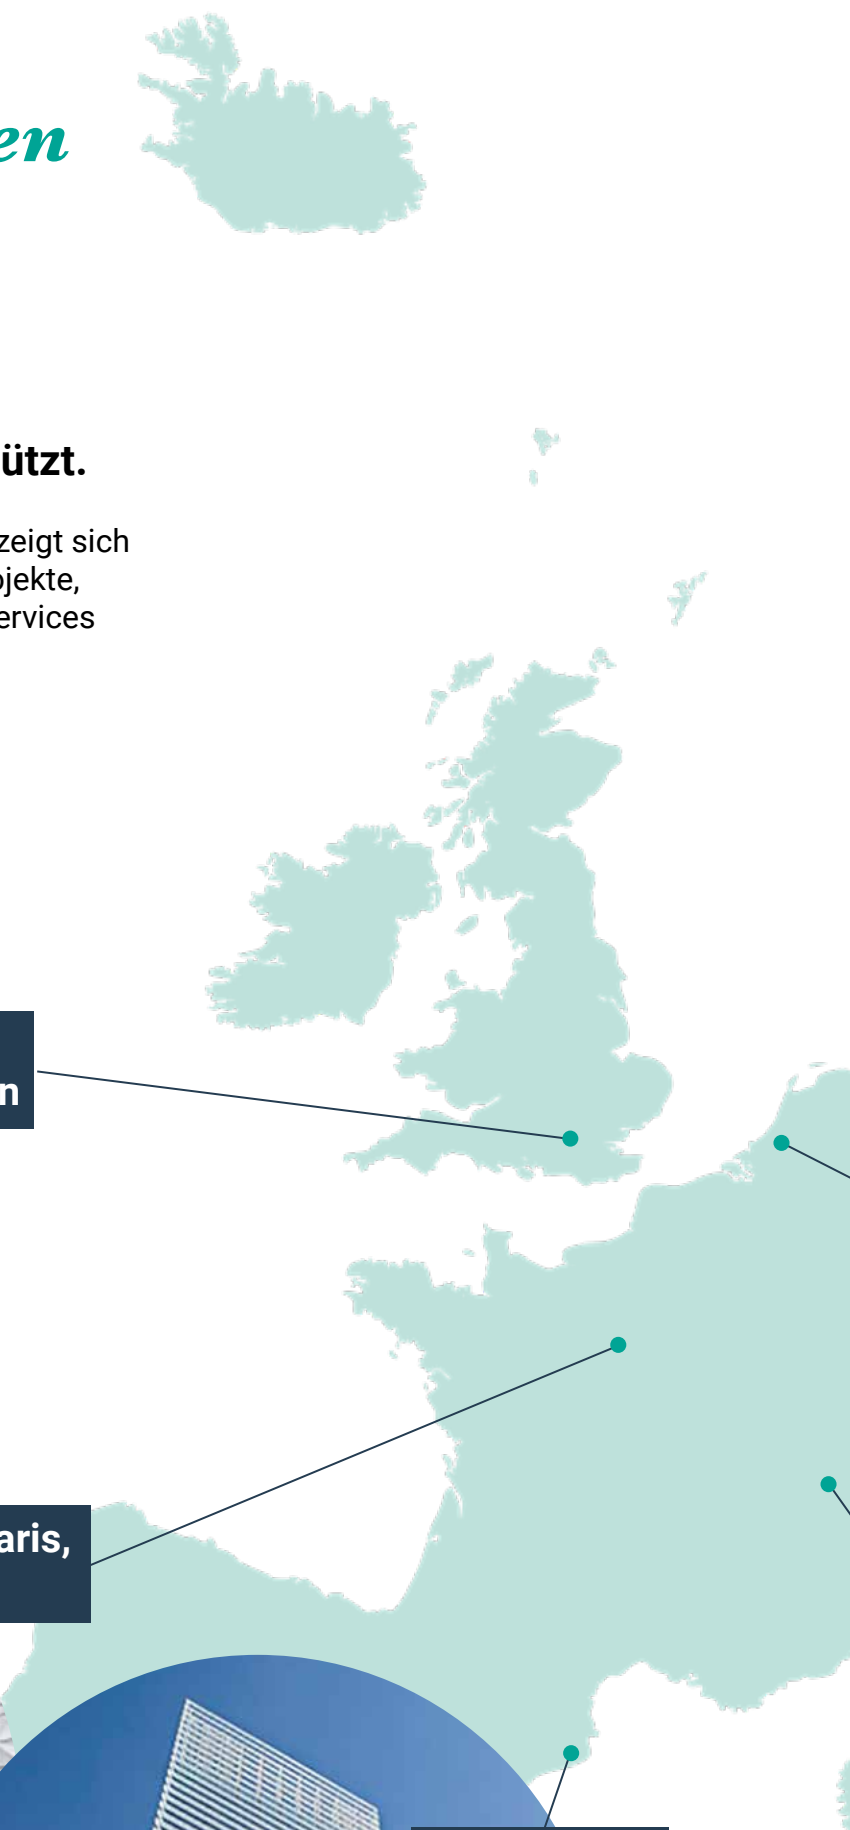 en
ützt.
zeigt sich
ojekte,
ervices
n
aris,